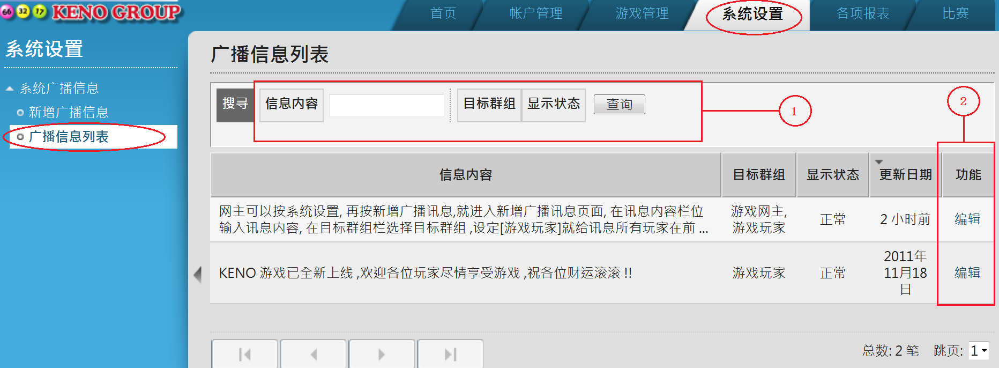 66 32 17 KENO GROUP
首页 帐户管理 游戏管理 系统设置 各项报表 比赛
系统设置
系统广播信息
新增广播信息
广播信息列表
广播信息列表
搜寻 信息内容 目标群组 显示状态 查询
1
2
信息内容 目标群组 显示状态 更新日期 功能
网主可以按系统设置, 再按新增广播讯息,就进入新增广播讯息页面, 在讯息内容栏位
输入讯息内容, 在目标群组栏选择目标群组 ,设定[游戏玩家]就给讯息所有玩家在前 ...
游戏网主,
游戏玩家
正常
2 小时前
编辑
KENO 游戏已全新上线 ,欢迎各位玩家尽情享受游戏 ,祝各位财运滚滚 !!
游戏玩家
正常
2011年
11月18
日
编辑
总数: 2 笔 跳页: 1